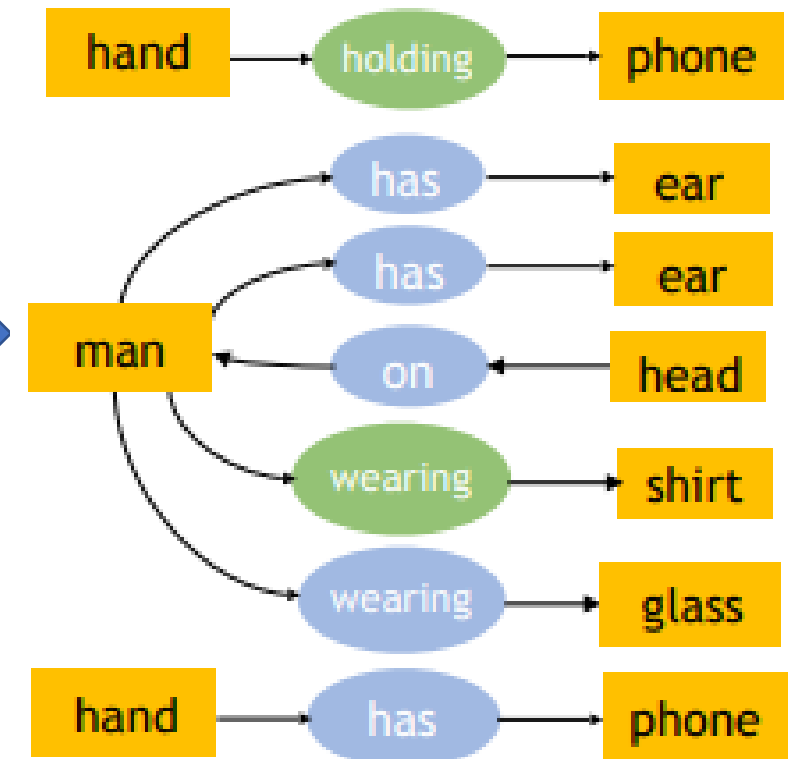 hand holding phone
has ear
has ear
man on head
wearing shirt
wearing glass
hand has phone